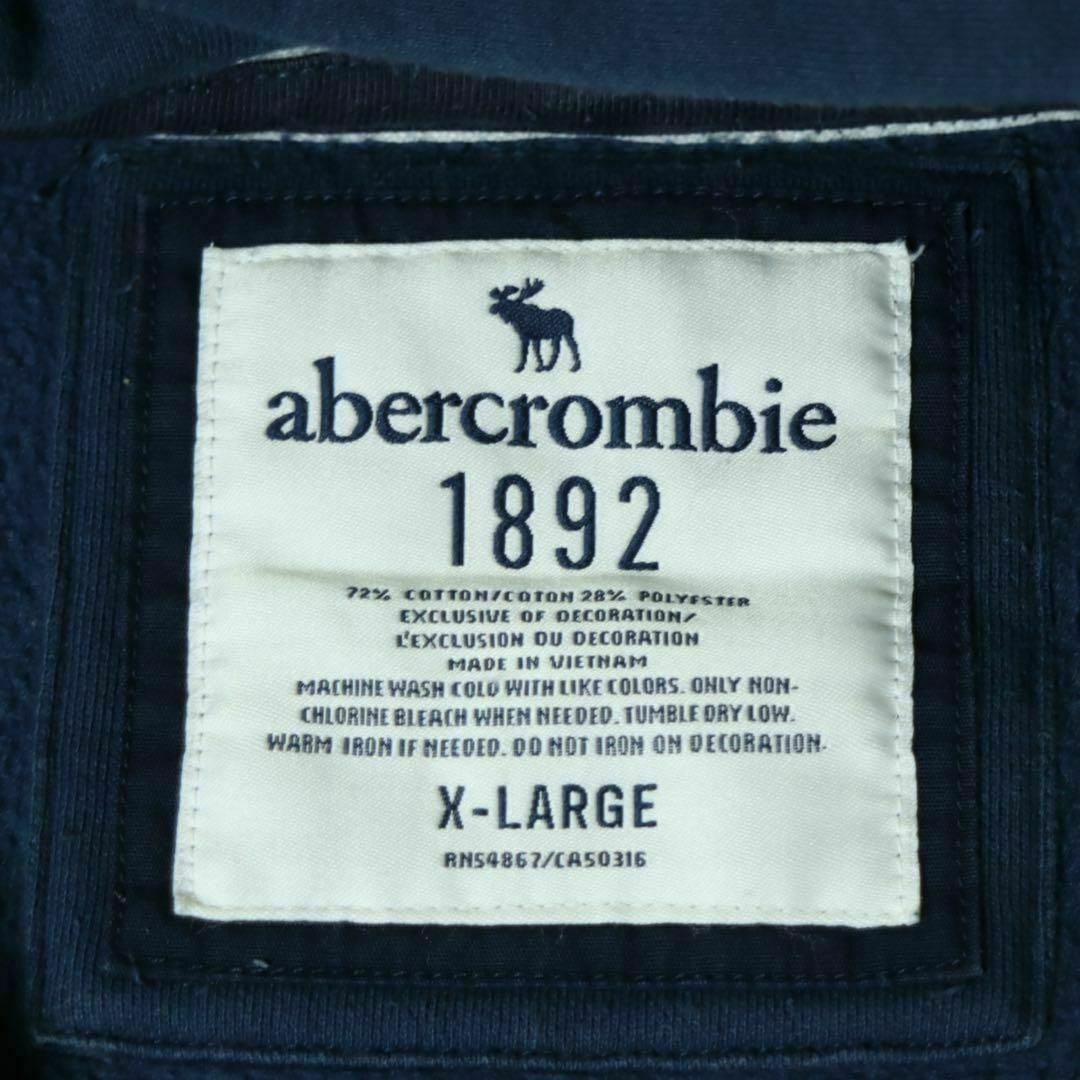 abercrombie
1892
72% COTTON/COTON 28% POLYESTER
EXCLUSIVE OF DECORATION/
L'EXCLUSION DU DECORATION
MADE IN VIETNAM
MACHINE WASH COLD WITH LIKE COLORS. ONLY NON-
CHLORINE BLEACH WHEN NEEDED. TUMBLE DRY LOW.
WARM IRON IF NEEDED. DO NOT IRON ON DECORATION.
X-LARGE
RN54867/CA50316